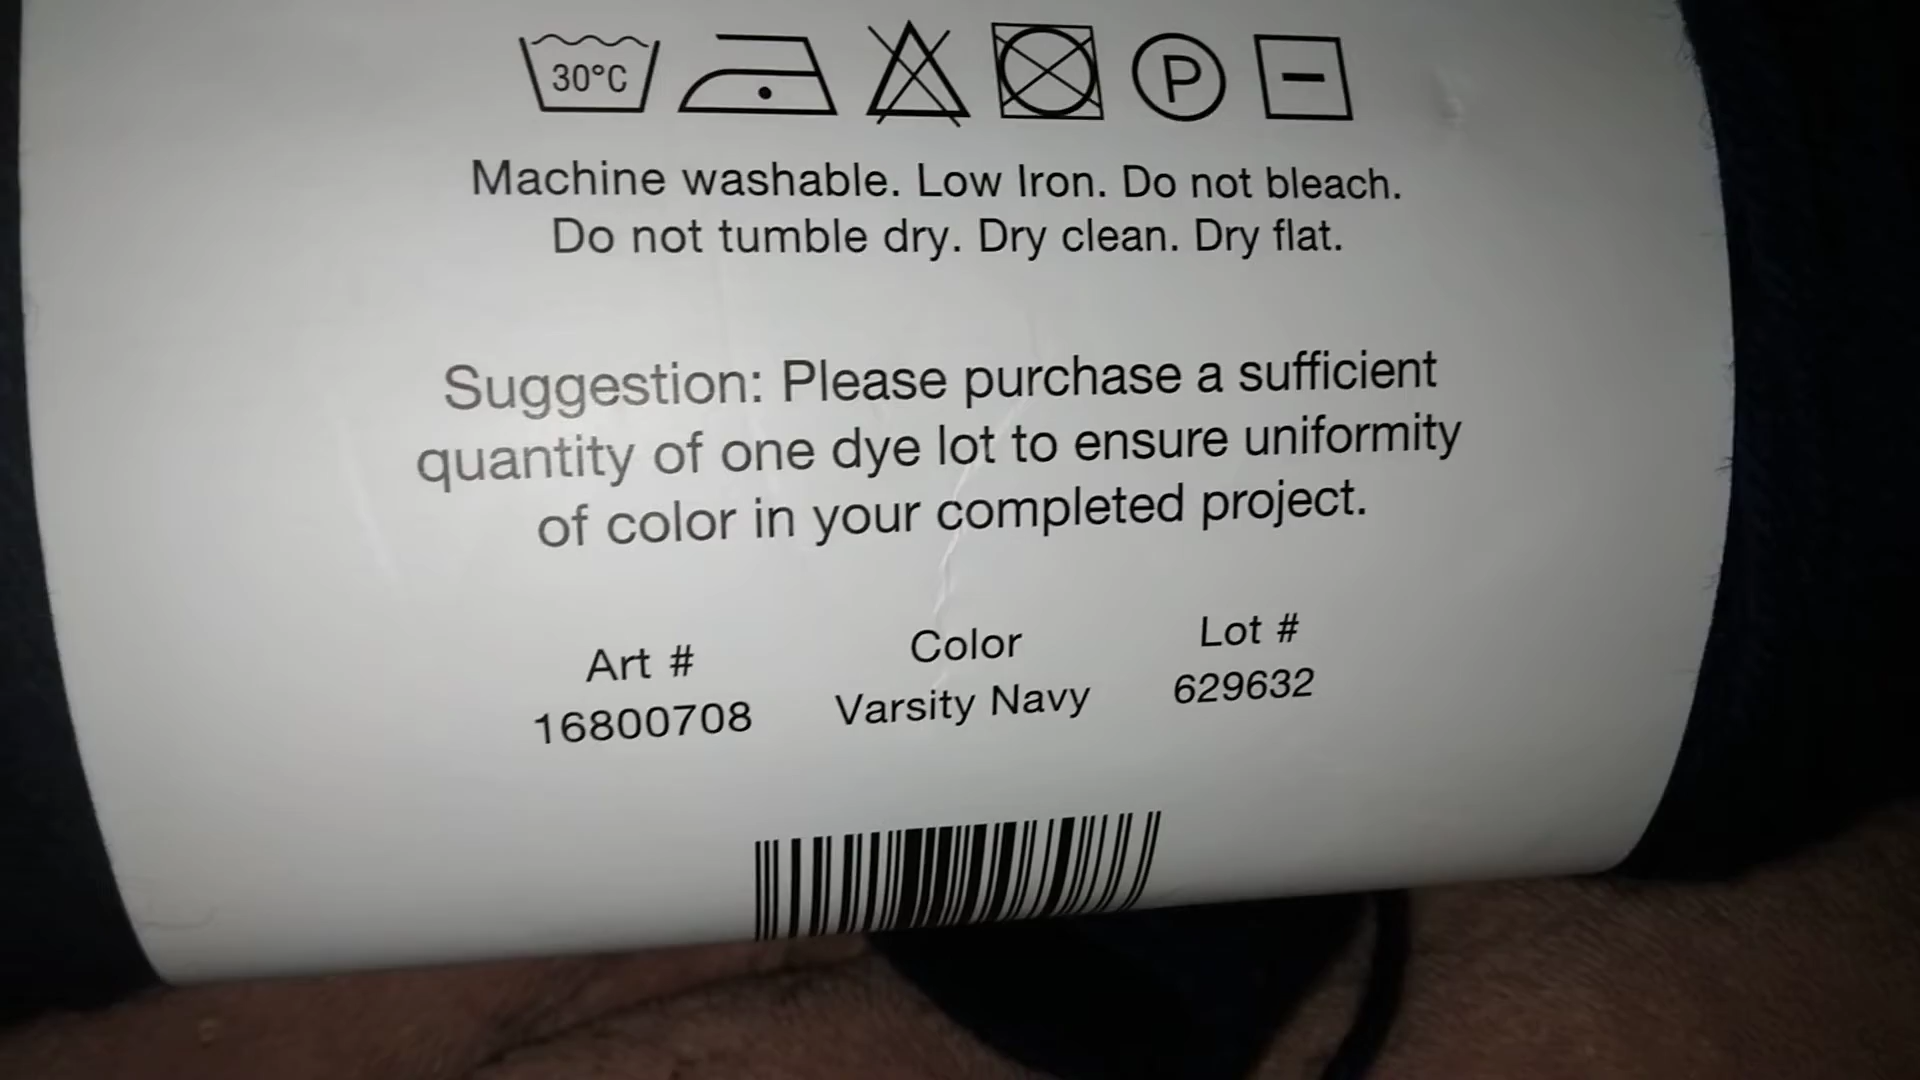 30°C P
Machine washable. Low Iron. Do not bleach.
Do not tumble dry. Dry clean. Dry flat.
Suggestion: Please purchase a sufficient
quantity of one dye lot to ensure uniformity
of color in your completed project.
Art # Color Lot #
16800708 Varsity Navy 629632